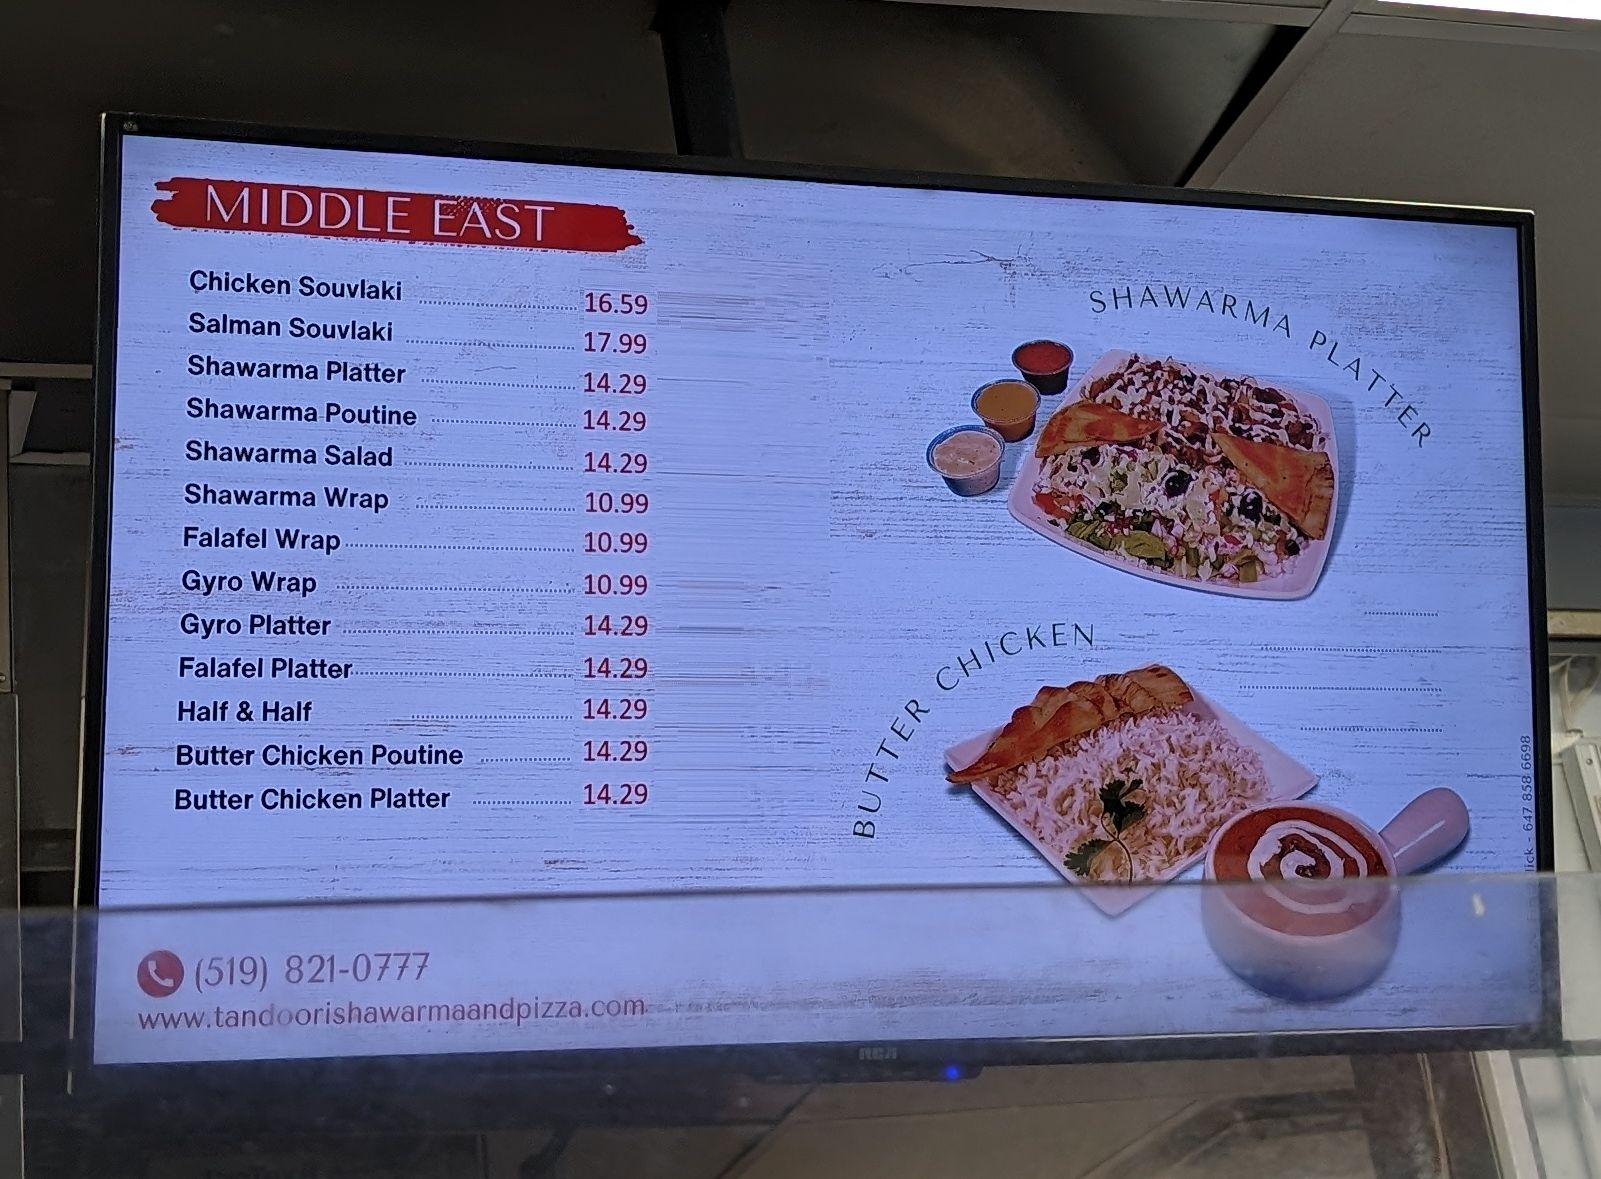 MIDDLE EAST
Chicken Souvlaki 16.59
Salman Souvlaki 17.99
Shawarma Platter 14.29
Shawarma Poutine 14.29
Shawarma Salad 14.29
Shawarma Wrap 10.99
Falafel Wrap 10.99
Gyro Wrap 10.99
Gyro Platter 14.29
Falafel Platter 14.29
Half & Half 14.29
Butter Chicken Poutine 14.29
Butter Chicken Platter 14.29
(519) 821-0777
www.tandoorishawarmaandpizza.com
SHAWARMA PLATTER
BUTTER CHICKEN
647 858 6698
RCA